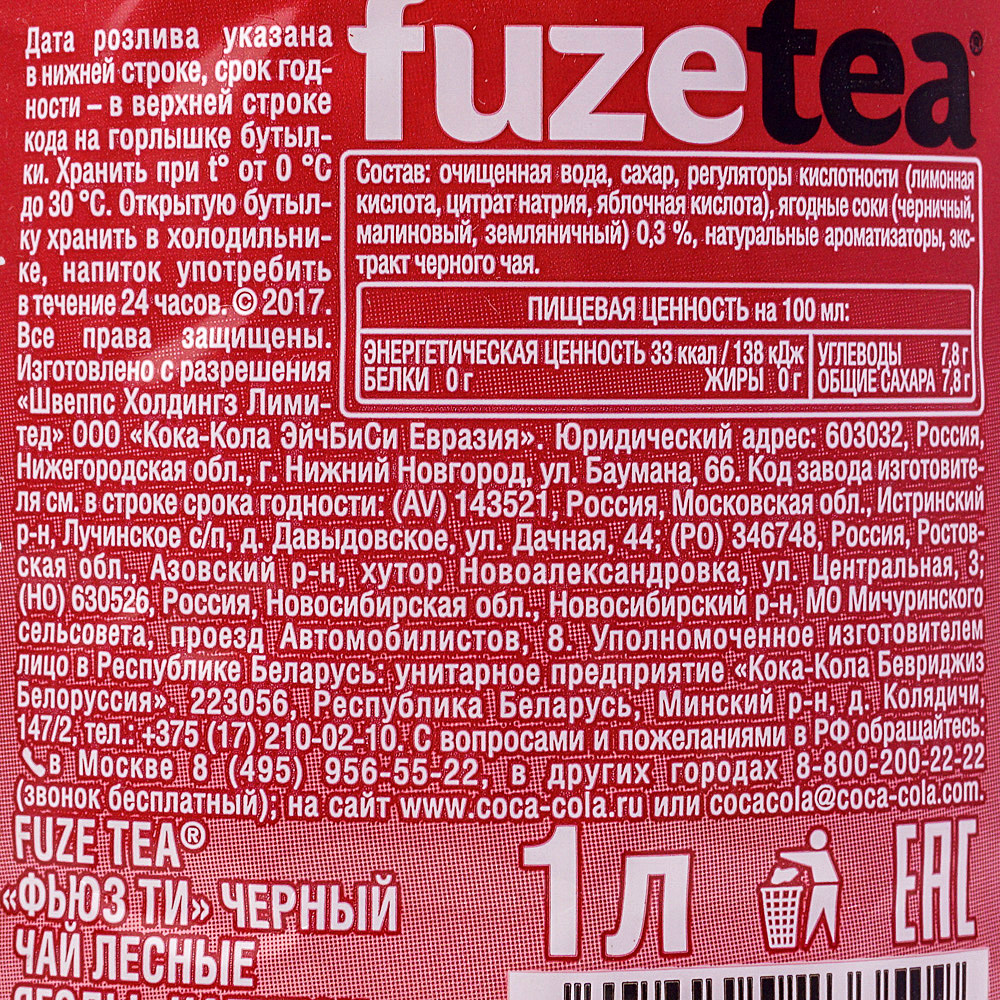 fuzetea®
Дата розлива указана
в нижней строке, срок год-
ности – в верхней строке
кода на горлышке бутыл-
ки. Хранить при t° от 0 °C
до 30 °C. Открытую бутыл-
ку хранить в холодильни-
ке, напиток употребить
в течение 24 часов. © 2017.
Все права защищены.
Изготовлено с разрешения
«Швеппс Холдингз Лими-
Состав: очищенная вода, сахар, регуляторы кислотности (лимонная
кислота, цитрат натрия, яблочная кислота), ягодные соки (черничный,
малиновый, земляничный) 0,3 %, натуральные ароматизаторы, экс-
тракт черного чая.
ПИЩЕВАЯ ЦЕННОСТЬ на 100 мл:
ЭНЕРГЕТИЧЕСКАЯ ЦЕННОСТЬ 33 ккал / 138 кДж
БЕЛКИ 0 г ЖИРЫ 0 г
УГЛЕВОДЫ 7,8 г
ОБЩИЕ САХАРА 7,8 г
тед» ООО «Кока-Кола ЭйчБиСи Евразия». Юридический адрес: 603032, Россия,
Нижегородская обл., г. Нижний Новгород, ул. Баумана, 66. Код завода изготовите-
ля см. в строке срока годности: (AV) 143521, Россия, Московская обл., Истринский
р-н, Лучинское с/п, д. Давыдовское, ул. Дачная, 44; (РО) 346748, Россия, Ростов-
ская обл., Азовский р-н, хутор Новоалександровка, ул. Центральная, 3;
(НО) 630526, Россия, Новосибирская обл., Новосибирский р-н, МО Мичуринского
сельсовета, проезд Автомобилистов, 8. Уполномоченное изготовителем
лицо в Республике Беларусь: унитарное предприятие «Кока-Кола Бевриджиз
Белоруссия». 223056, Республика Беларусь, Минский р-н, д. Колядичи,
147/2, тел.: +375 (17) 210-02-10. С вопросами и пожеланиями в РФ обращайтесь:
в Москве 8 (495) 956-55-22, в других городах 8-800-200-22-22
(звонок бесплатный); на сайт www.coca-cola.ru или cocacola@coca-cola.com.
FUZE TEA®
«ФЬЮЗ ТИ» ЧЕРНЫЙ
ЧАЙ ЛЕСНЫЕ
1 л
EAC